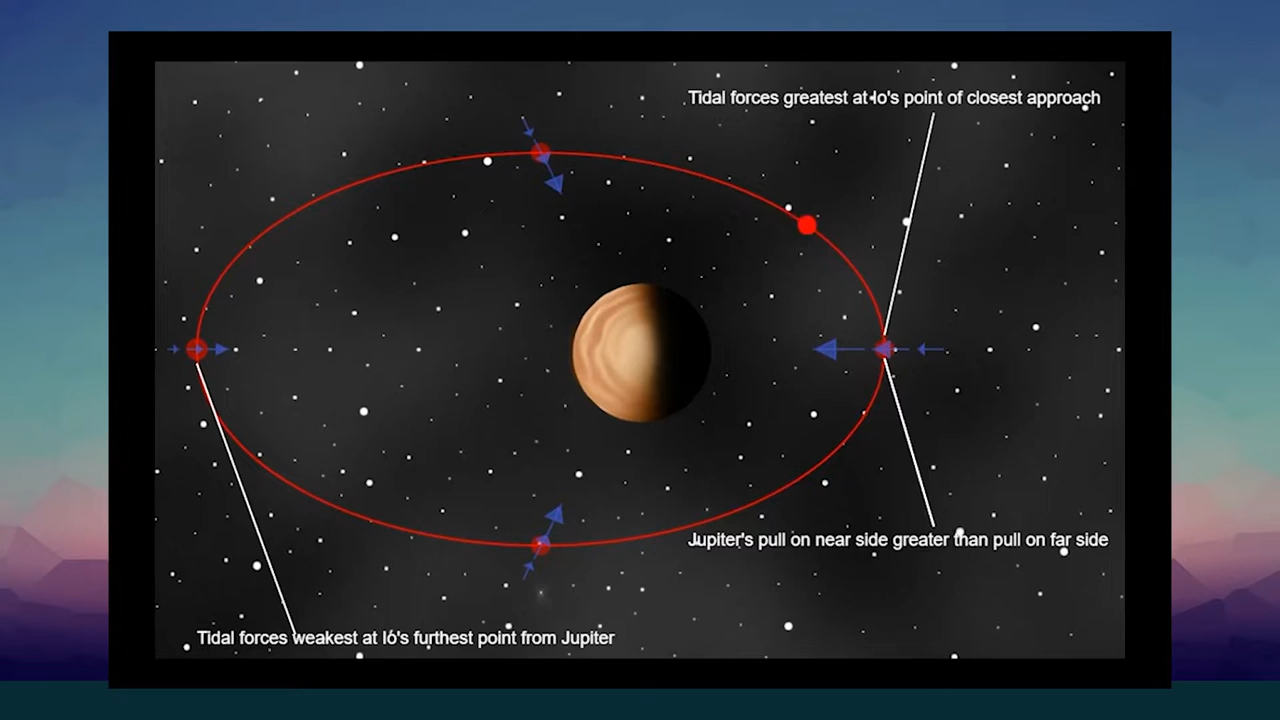 Tidal forces greatest at Io's point of closest approach
Jupiter's pull on near side greater than pull on far side
Tidal forces weakest at Io's furthest point from Jupiter